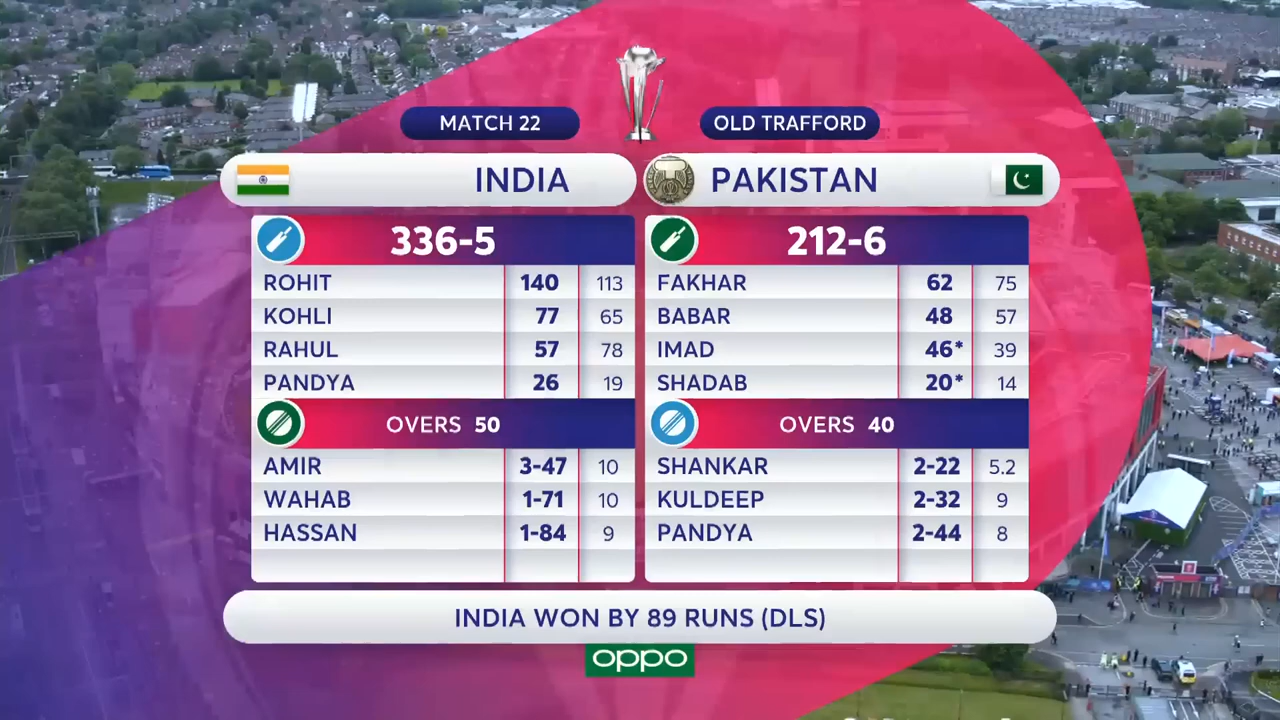 MATCH 22
OLD TRAFFORD
INDIA
PAKISTAN
336-5
ROHIT 140 113
KOHLI 77 65
RAHUL 57 78
PANDYA 26 19
OVERS 50
AMIR 3-47 10
WAHAB 1-71 10
HASSAN 1-84 9
212-6
FAKHAR 62 75
BABAR 48 57
IMAD 46* 39
SHADAB 20* 14
OVERS 40
SHANKAR 2-22 5.2
KULDEEP 2-32 9
PANDYA 2-44 8
INDIA WON BY 89 RUNS (DLS)
oppo